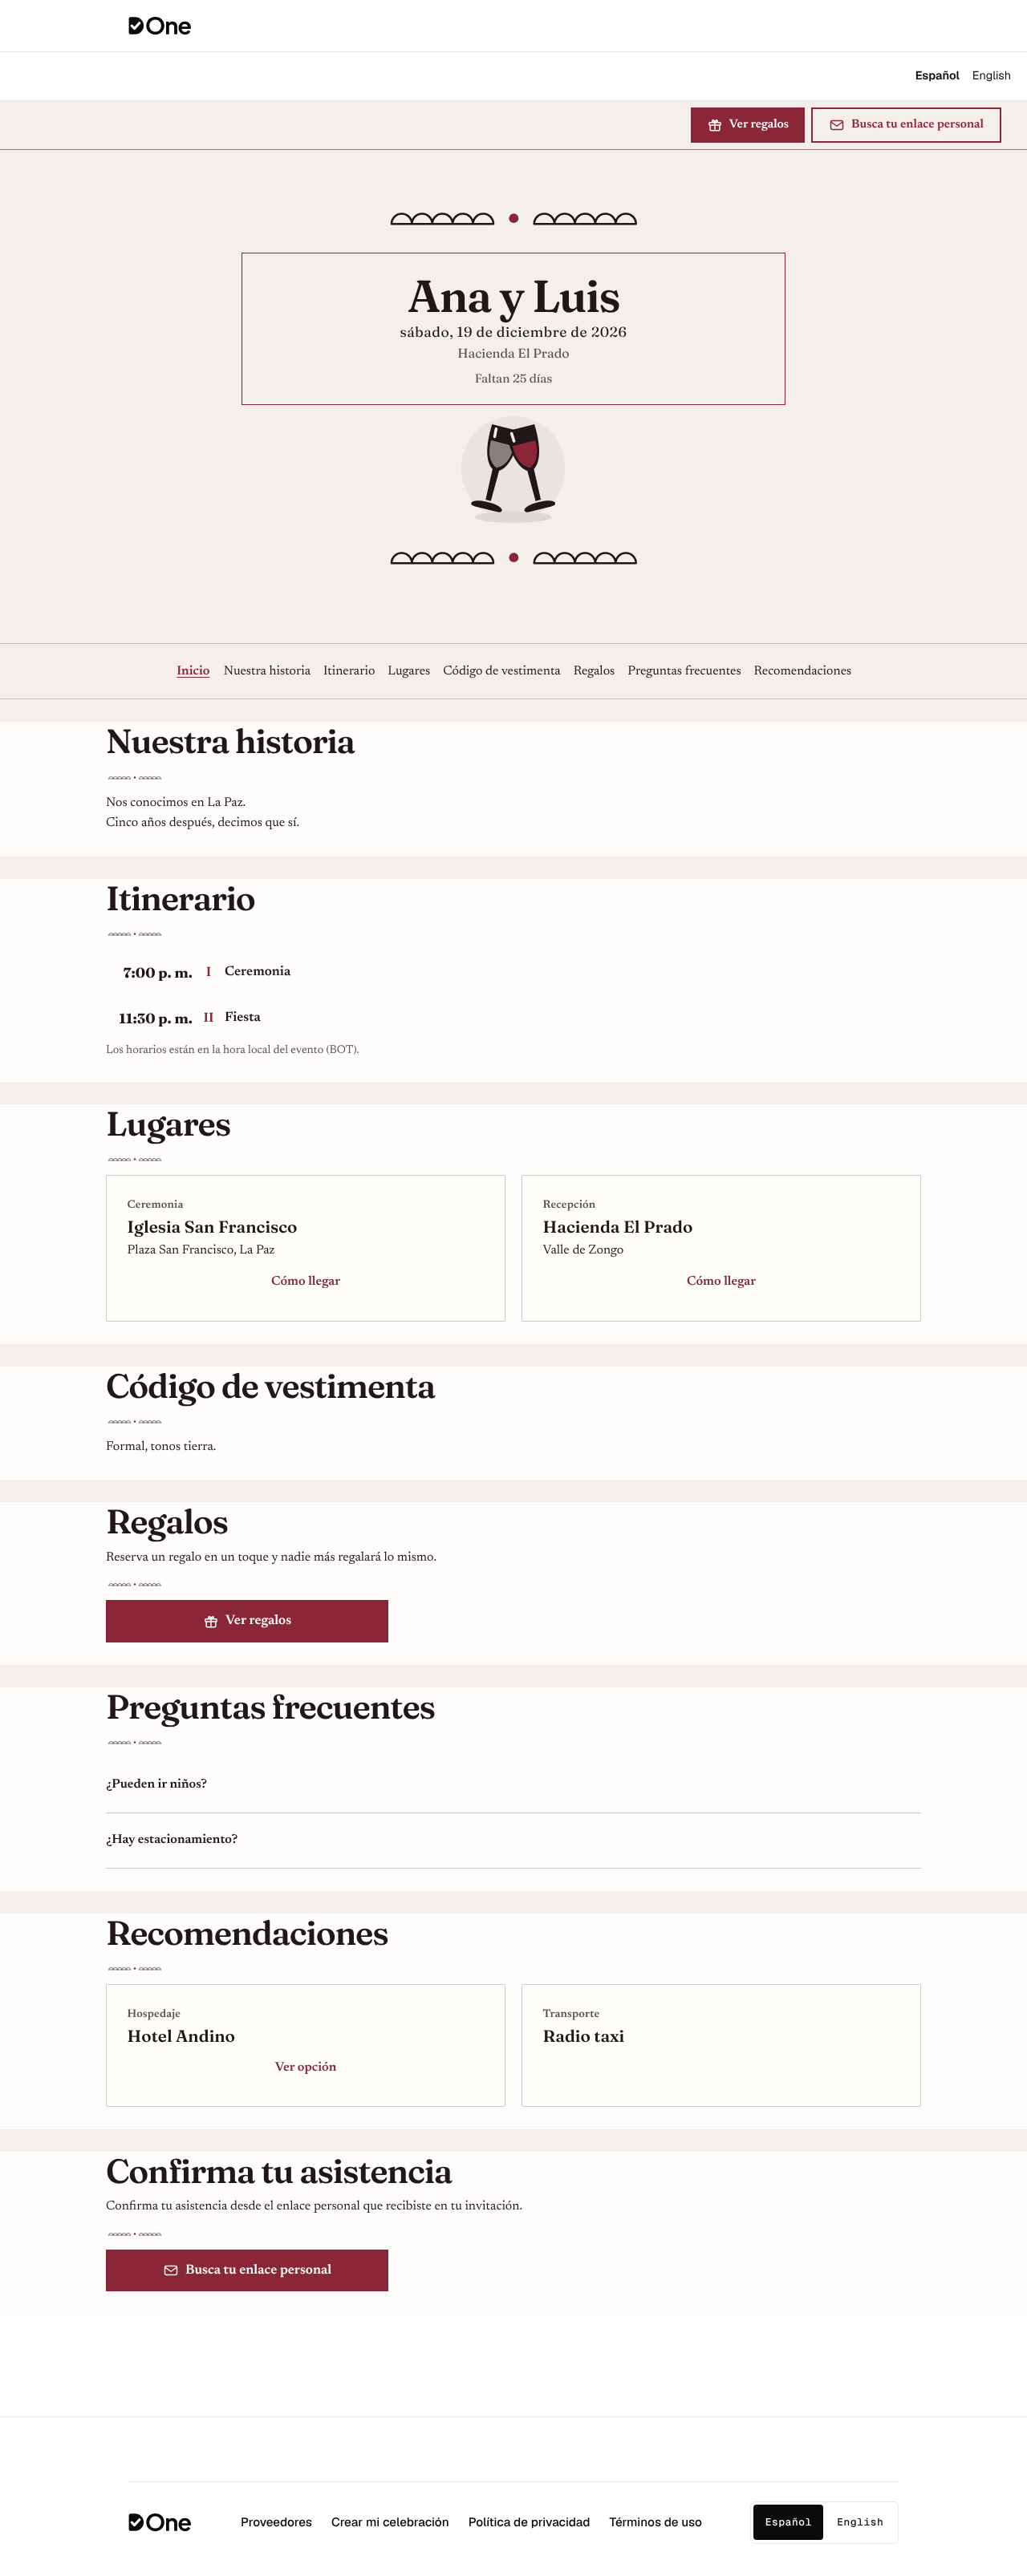 One
Español English
Ver regalos Busca tu enlace personal
Ana y Luis
sábado, 19 de diciembre de 2026
Hacienda El Prado
Faltan 25 días
Inicio Nuestra historia Itinerario Lugares Código de vestimenta Regalos Preguntas frecuentes Recomendaciones
Nuestra historia
Nos conocimos en La Paz.
Cinco años después, decimos que sí.
Itinerario
7:00 p. m. I Ceremonia
11:30 p. m. II Fiesta
Los horarios están en la hora local del evento (BOT).
Lugares
Ceremonia
Iglesia San Francisco
Plaza San Francisco, La Paz
Cómo llegar
Recepción
Hacienda El Prado
Valle de Zongo
Cómo llegar
Código de vestimenta
Formal, tonos tierra.
Regalos
Reserva un regalo en un toque y nadie más regalará lo mismo.
Ver regalos
Preguntas frecuentes
¿Pueden ir niños?
¿Hay estacionamiento?
Recomendaciones
Hospedaje
Hotel Andino
Ver opción
Transporte
Radio taxi
Confirma tu asistencia
Confirma tu asistencia desde el enlace personal que recibiste en tu invitación.
Busca tu enlace personal
One Proveedores Crear mi celebración Política de privacidad Términos de uso Español English